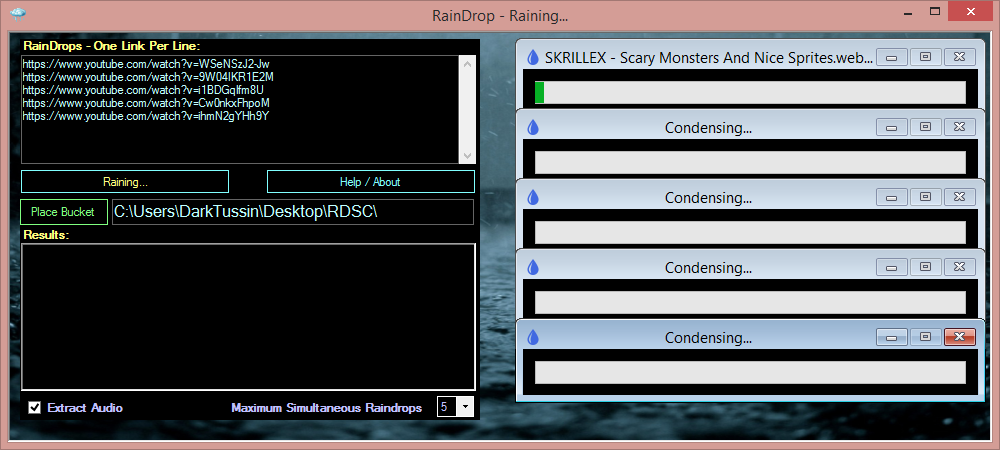 RainDrop - Raining...
RainDrops - One Link Per Line:
https://www.youtube.com/watch?v=WSeNSzJ2-Jw
https://www.youtube.com/watch?v=9W04IKR1E2M
https://www.youtube.com/watch?v=i1BDGqIfm8U
https://www.youtube.com/watch?v=Cw0nkxFhpoM
https://www.youtube.com/watch?v=ihmN2gYHh9Y
Raining...
Help / About
Place Bucket
C:\Users\DarkTussin\Desktop\RDSC\
Results:
Extract Audio
Maximum Simultaneous Raindrops
5
SKRILLEX - Scary Monsters And Nice Sprites.web...
Condensing...
Condensing...
Condensing...
Condensing...